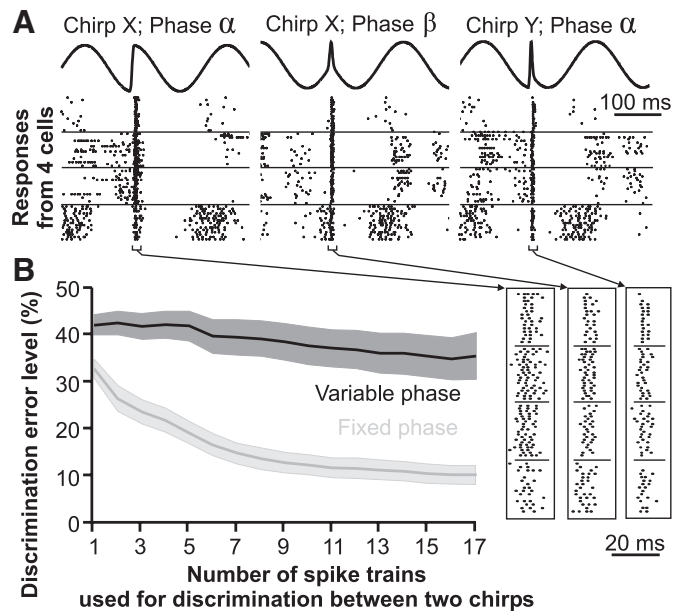 A
Chirp X; Phase α
Chirp X; Phase β
Chirp Y; Phase α
100 ms
Responses
from 4 cells
B
Discrimination error level (%)
50
40
30
20
10
0
Variable phase
Fixed phase
1 3 5 7 9 11 13 15 17
20 ms
Number of spike trains
used for discrimination between two chirps